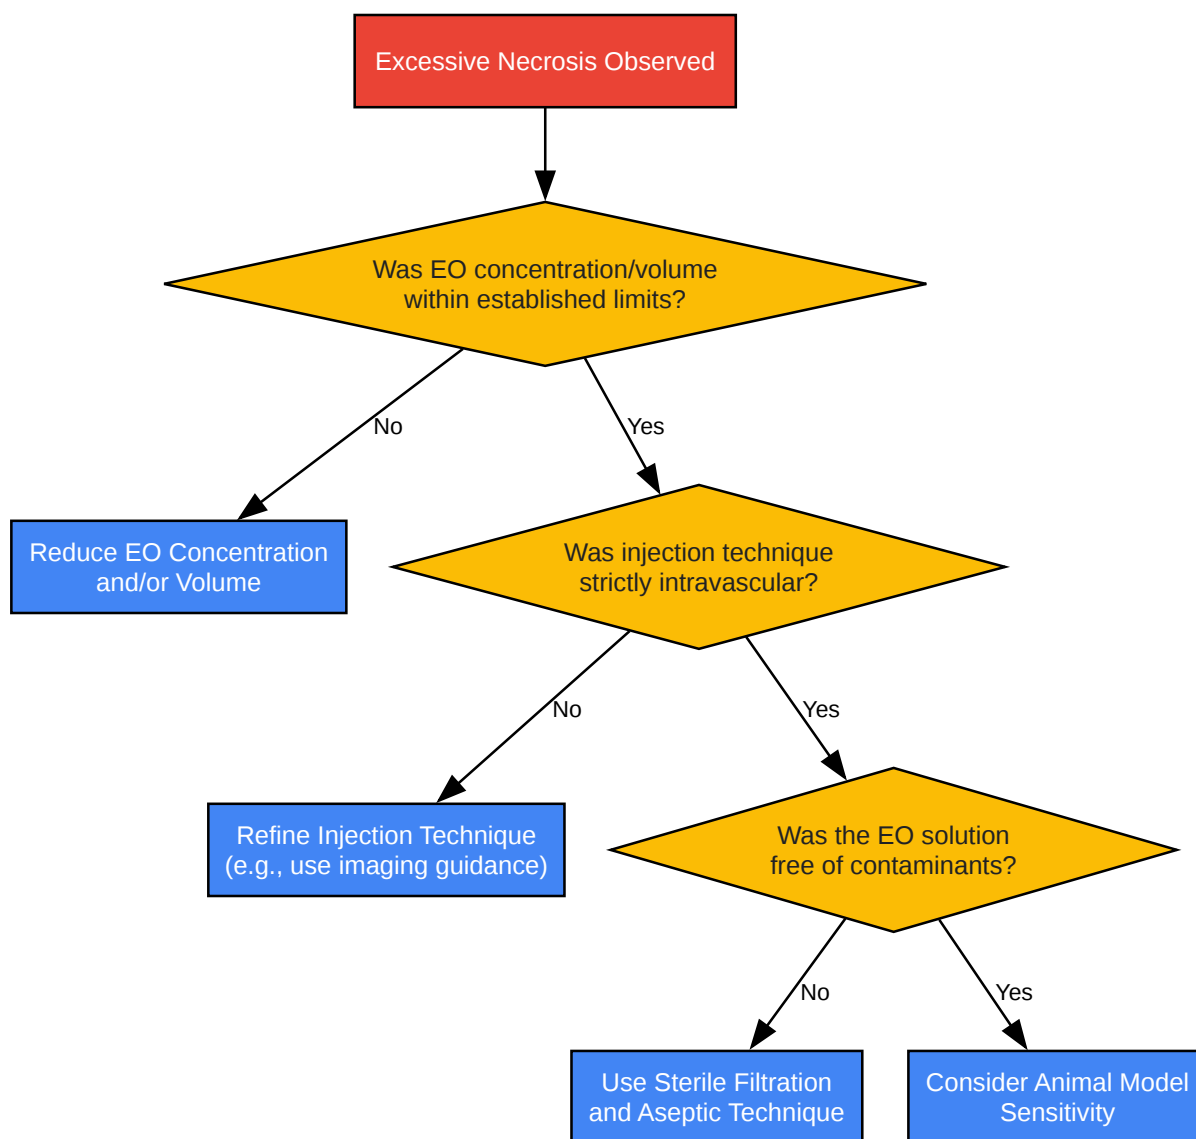 Excessive Necrosis Observed
Was EO concentration/volume
within established limits?
No
Yes
Reduce EO Concentration
and/or Volume
Was injection technique
strictly intravascular?
No
Yes
Refine Injection Technique
(e.g., use imaging guidance)
Was the EO solution
free of contaminants?
No
Yes
Use Sterile Filtration
and Aseptic Technique
Consider Animal Model
Sensitivity